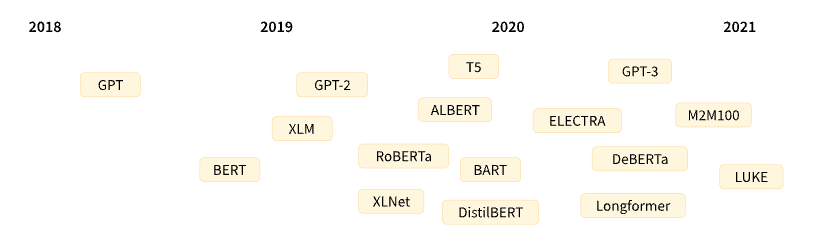 2018 2019 2020 2021
T5
GPT-3
GPT GPT-2
ALBERT
M2M100
ELECTRA
XLM
RoBERTa
DeBERTa
BERT
BART
LUKE
XLNet
Longformer
DistilBERT